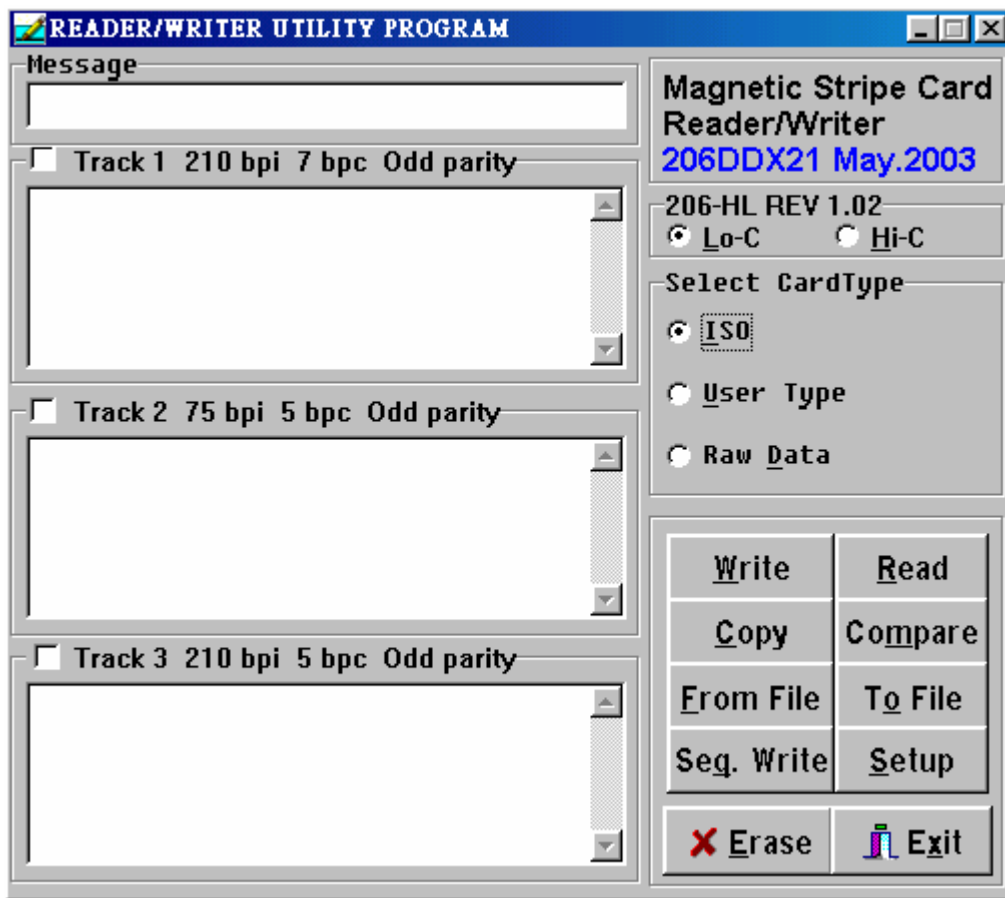 READER/WRITER UTILITY PROGRAM
Message
Magnetic Stripe Card
Reader/Writer
206DDX21 May.2003
Track 1 210 bpi 7 bpc Odd parity
206-HL REV 1.02
Lo-C Hi-C
Select CardType
ISO
User Type
Raw Data
Track 2 75 bpi 5 bpc Odd parity
Track 3 210 bpi 5 bpc Odd parity
Write Read
Copy Compare
From File To File
Seq. Write Setup
Erase Exit